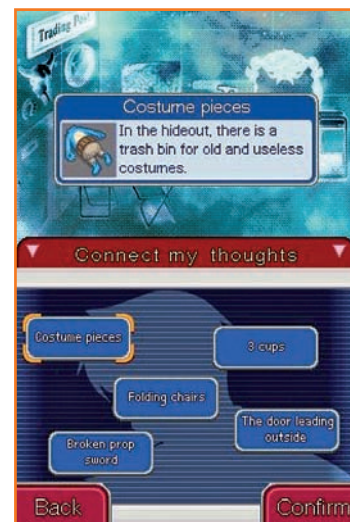 Trading Post
Costume pieces
In the hideout, there is a
trash bin for old and useless
costumes.
Connect my thoughts
Costume pieces
3 cups
Folding chairs
The door leading
outside
Broken prop
sword
Back
Confirm